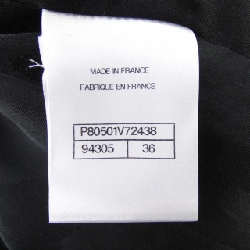 MADE IN FRANCE
FABRIQUE EN FRANCE
P80501V72438
94305 36